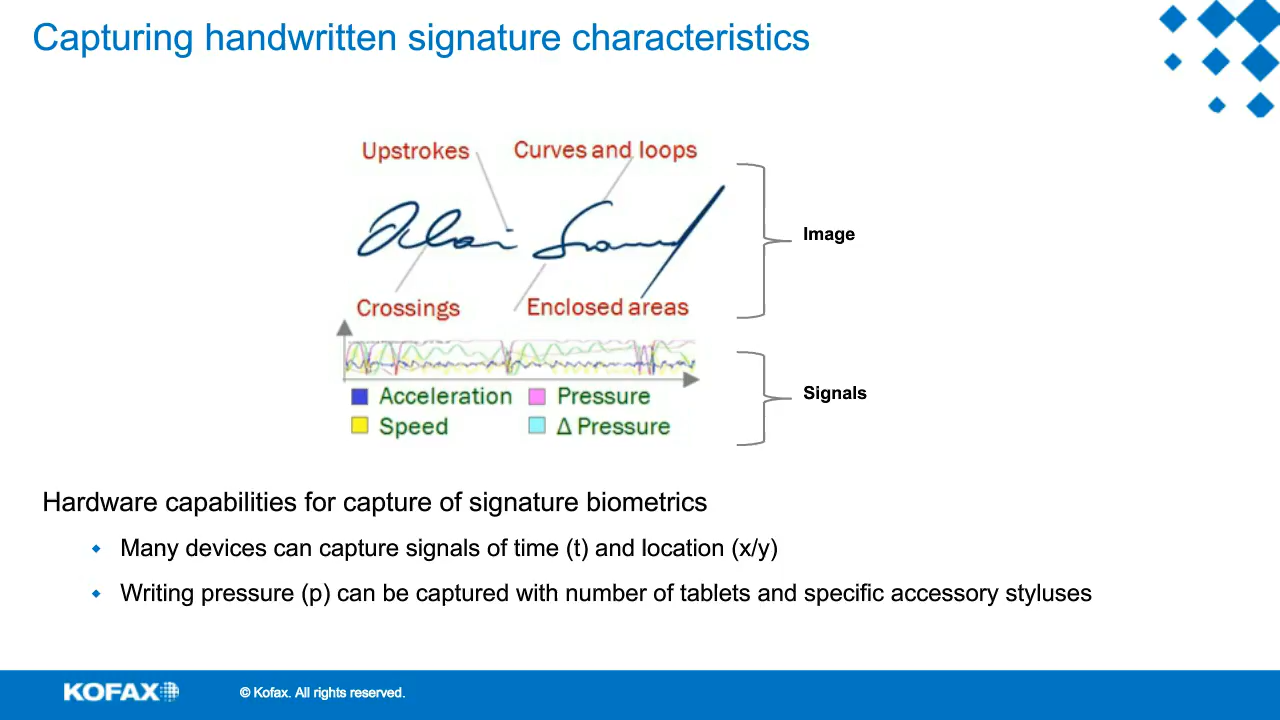 Capturing handwritten signature characteristics
Upstrokes
Curves and loops
Image
Crossings
Enclosed areas
Acceleration
Pressure
Signals
Speed
Δ Pressure
Hardware capabilities for capture of signature biometrics
Many devices can capture signals of time (t) and location (x/y)
Writing pressure (p) can be captured with number of tablets and specific accessory styluses
KOFAX
© Kofax. All rights reserved.